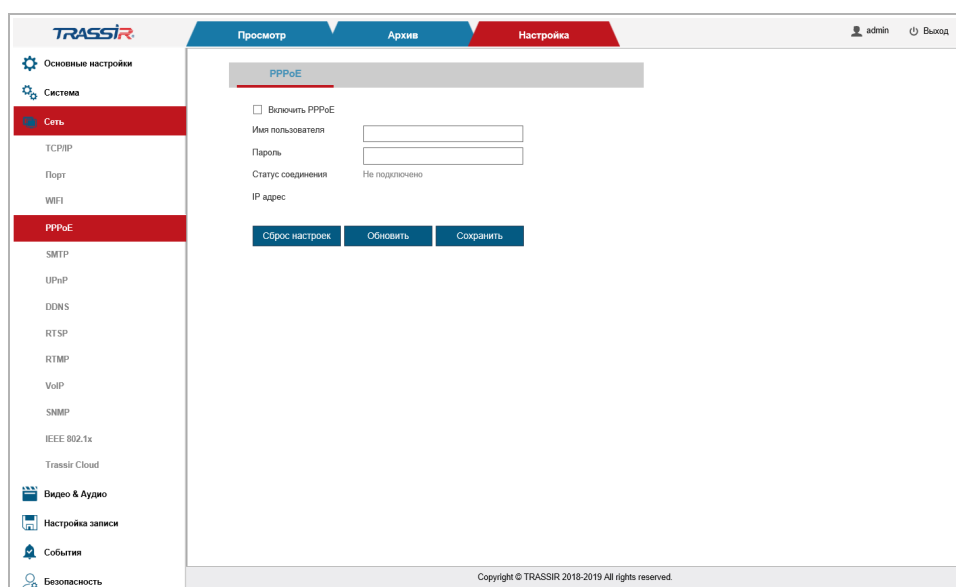 TRASSIR
Просмотр
Архив
Настройка
admin
Выход
Основные настройки
Система
Сеть
TCP/IP
Порт
WIFI
PPPoE
SMTP
UPnP
DDNS
RTSP
RTMP
VoIP
SNMP
IEEE 802.1x
Trassir Cloud
Видео & Аудио
Настройка записи
События
Безопасность
PPPoE
Включить PPPoE
Имя пользователя
Пароль
Статус соединения Не подключено
IP адрес
Сброс настроек Обновить Сохранить
Copyright © TRASSIR 2018-2019 All rights reserved.